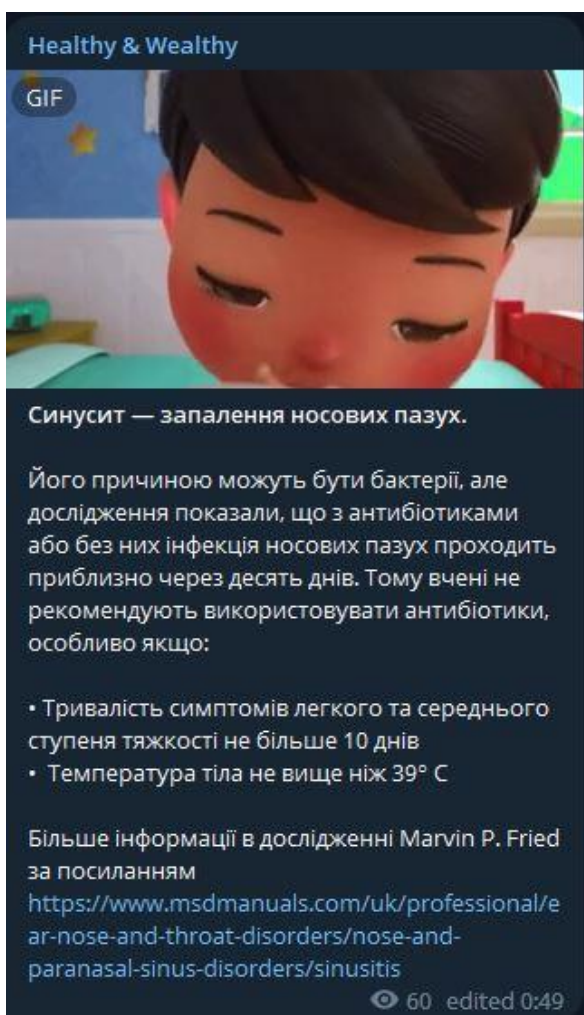 Healthy & Wealthy
GIF
Синусит — запалення носових пазух.
Його причиною можуть бути бактерії, але
дослідження показали, що з антибіотиками
або без них інфекція носових пазух проходить
приблизно через десять днів. Тому вчені не
рекомендують використовувати антибіотики,
особливо якщо:
• Тривалість симптомів легкого та середнього
ступеня тяжкості не більше 10 днів
• Температура тіла не вище ніж 39° С
Більше інформації в дослідженні Marvin P. Fried
за посиланням
https://www.msdmanuals.com/uk/professional/e
ar-nose-and-throat-disorders/nose-and-
paranasal-sinus-disorders/sinusitis
60 edited 0:49